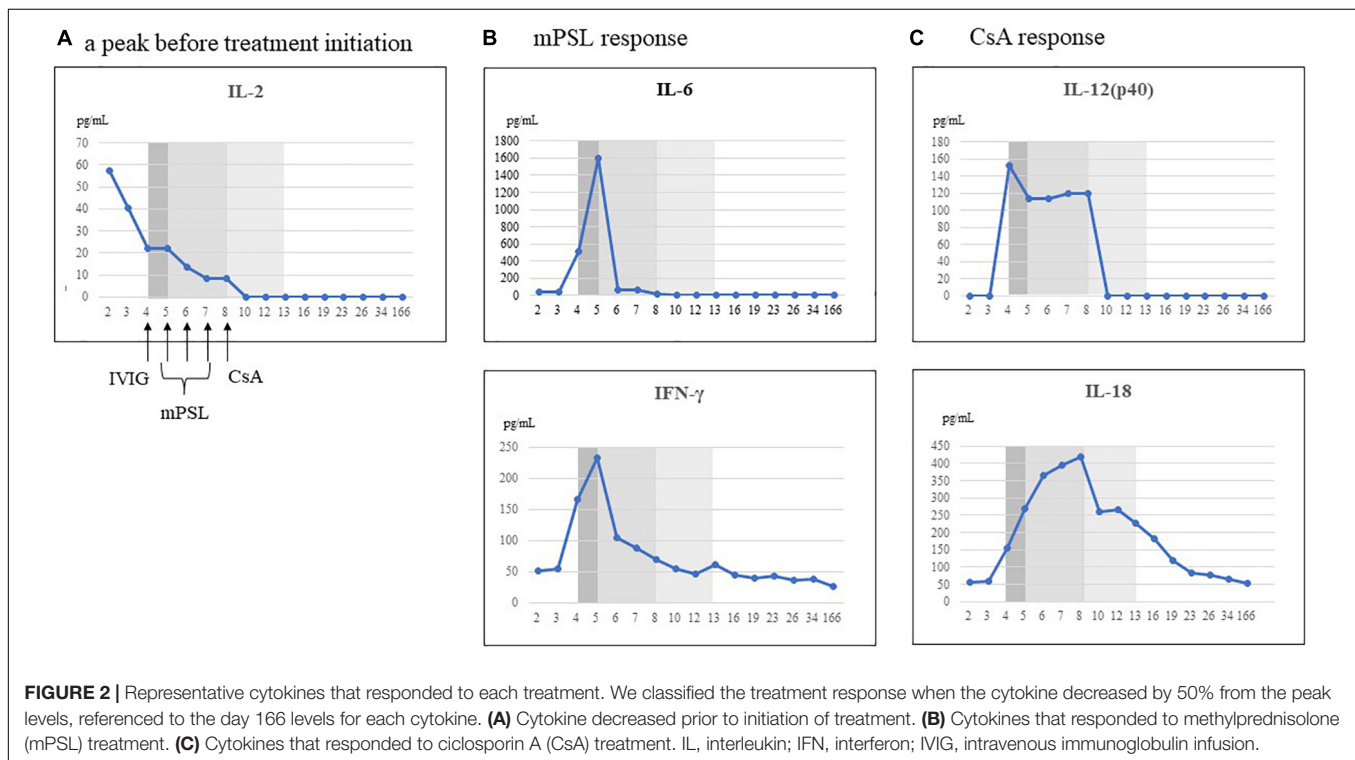 A a peak before treatment initiation
B mPSL response
C CsA response
IL-2
pg/mL
70
60
50
40
30
20
10
0
2 3 4 5 6 7 8 10 12 13 16 19 23 26 34 166
IVIG
mPSL
CsA
IL-6
pg/mL
1800
1600
1400
1200
1000
800
600
400
200
0
2 3 4 5 6 7 8 10 12 13 16 19 23 26 34 166
IFN-γ
pg/mL
250
200
150
100
50
0
2 3 4 5 6 7 8 10 12 13 16 19 23 26 34 166
IL-12(p40)
pg/mL
180
160
140
120
100
80
60
40
20
0
2 3 4 5 6 7 8 10 12 13 16 19 23 26 34 166
IL-18
pg/mL
450
400
350
300
250
200
150
100
50
0
2 3 4 5 6 7 8 10 12 13 16 19 23 26 34 166
FIGURE 2 | Representative cytokines that responded to each treatment. We classified the treatment response when the cytokine decreased by 50% from the peak
levels, referenced to the day 166 levels for each cytokine. (A) Cytokine decreased prior to initiation of treatment. (B) Cytokines that responded to methylprednisolone
(mPSL) treatment. (C) Cytokines that responded to ciclosporin A (CsA) treatment. IL, interleukin; IFN, interferon; IVIG, intravenous immunoglobulin infusion.